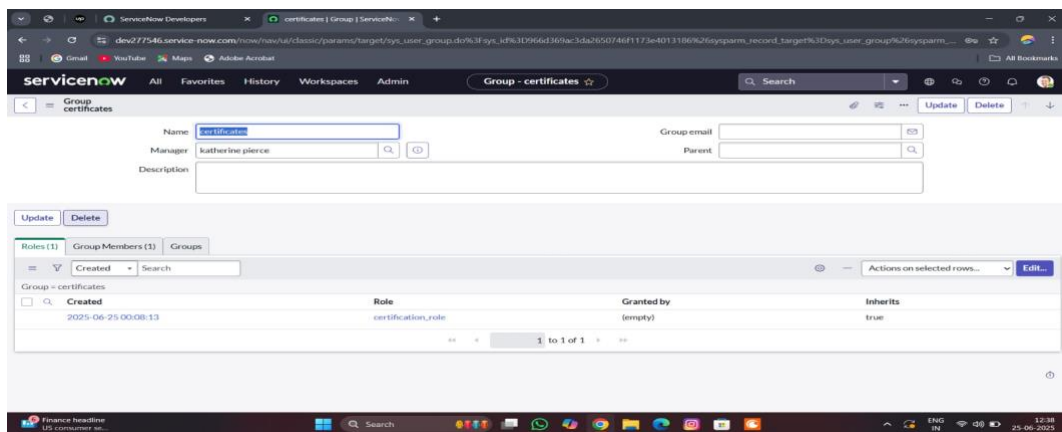 ServiceNow Developers
certificates | Group | ServiceNo
dev277546.service-now.com/now/nav/ui/classic/params/target/sys_user_group.do%3Fsys_id%3D966d369ac3da2650746f1173e4013186%26sysparm_record_target%3Dsys_user_group%26sysparm_...
Gmail YouTube Maps Adobe Acrobat All Bookmarks
servicenow All Favorites History Workspaces Admin Group - certificates Search
Group
certificates
Update Delete
Name certificates Group email
Manager katherine pierce Parent
Description
Update Delete
Roles (1) Group Members (1) Groups
Created Search Actions on selected rows... Edit...
Group = certificates
Created Role Granted by Inherits
2025-06-25 00:08:13 certification_role (empty) true
1 to 1 of 1
Finance headline
US consumer se...
Search
ENG
IN
12:38
25-06-2025